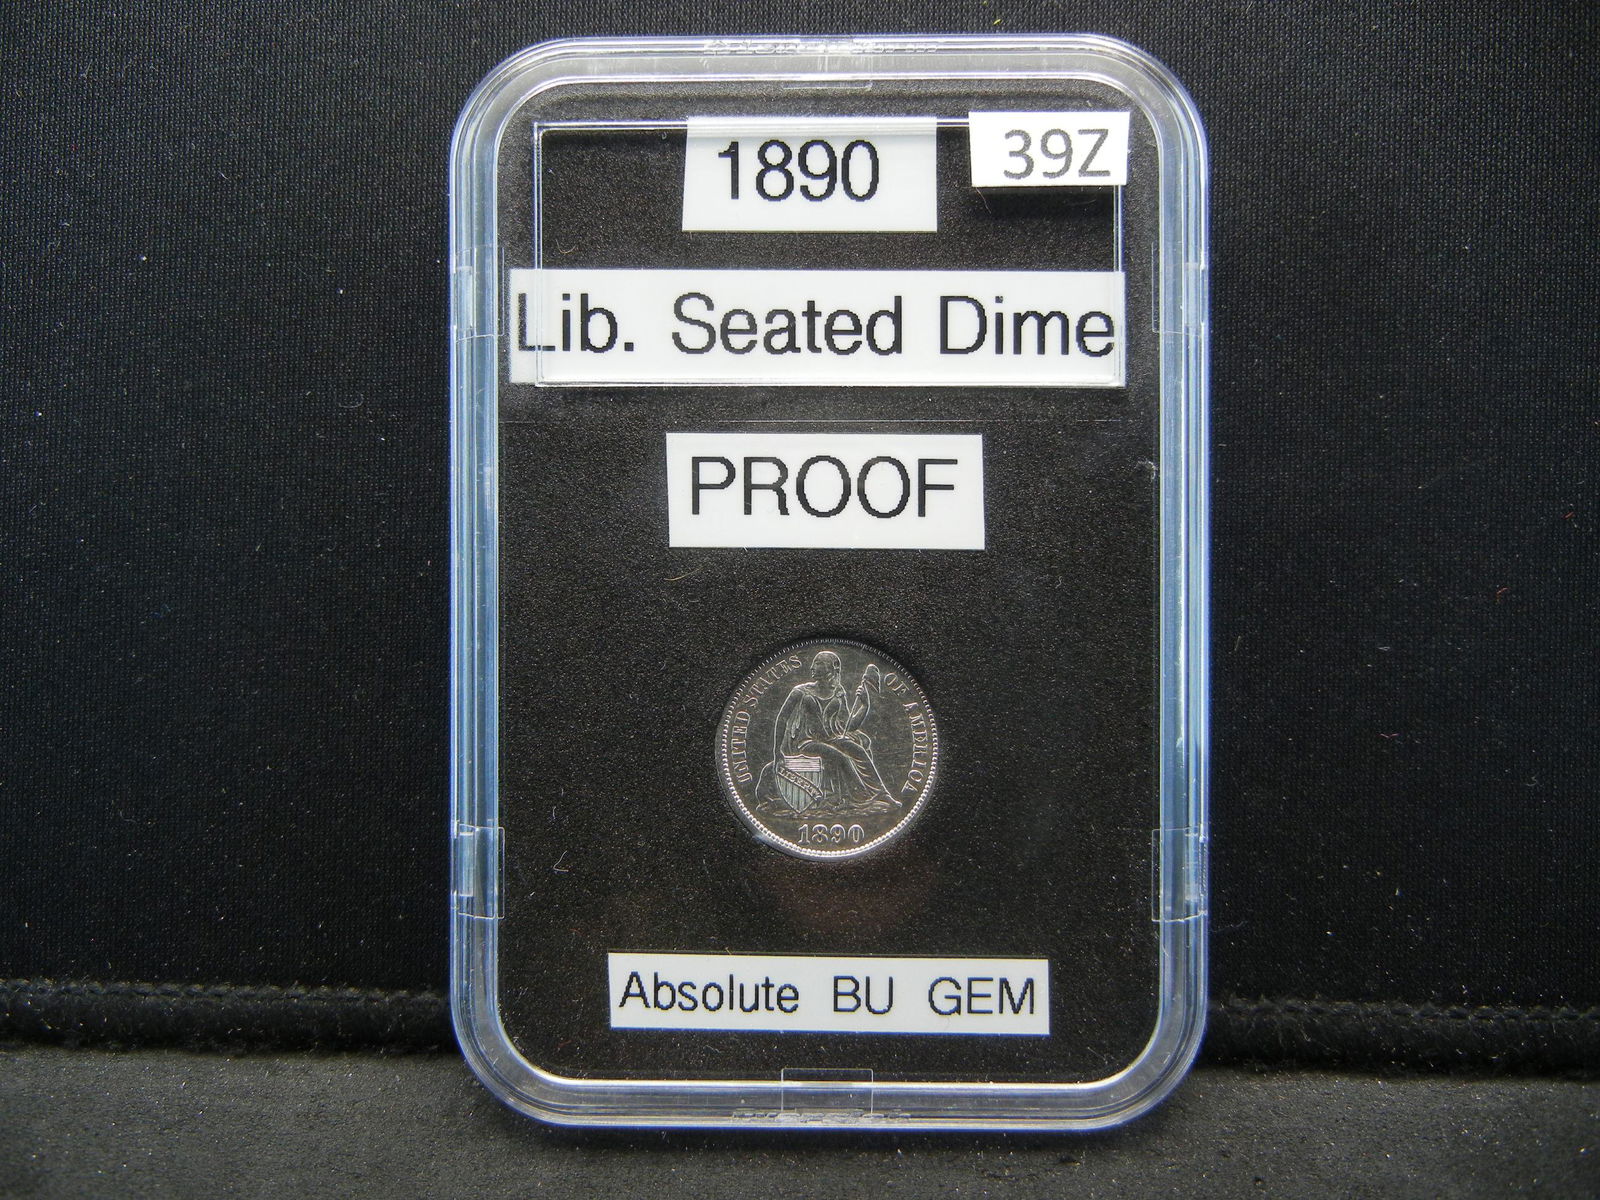 1890
39Z
Lib. Seated Dime
PROOF
UNITED STATES OF AMERICA
LIBERTY
1890
Absolute BU GEM